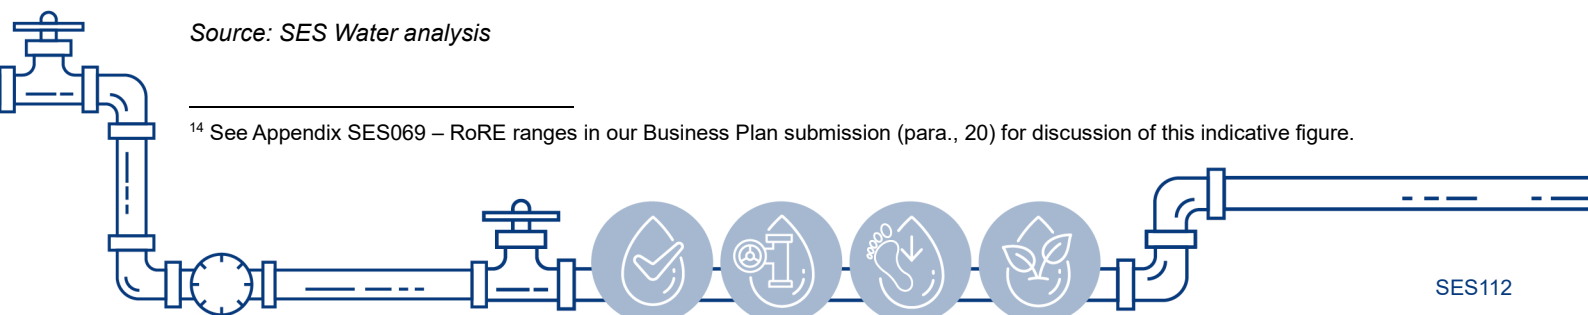 Source: SES Water analysis
14 See Appendix SES069 – RoRE ranges in our Business Plan submission (para., 20) for discussion of this indicative figure.
SES112